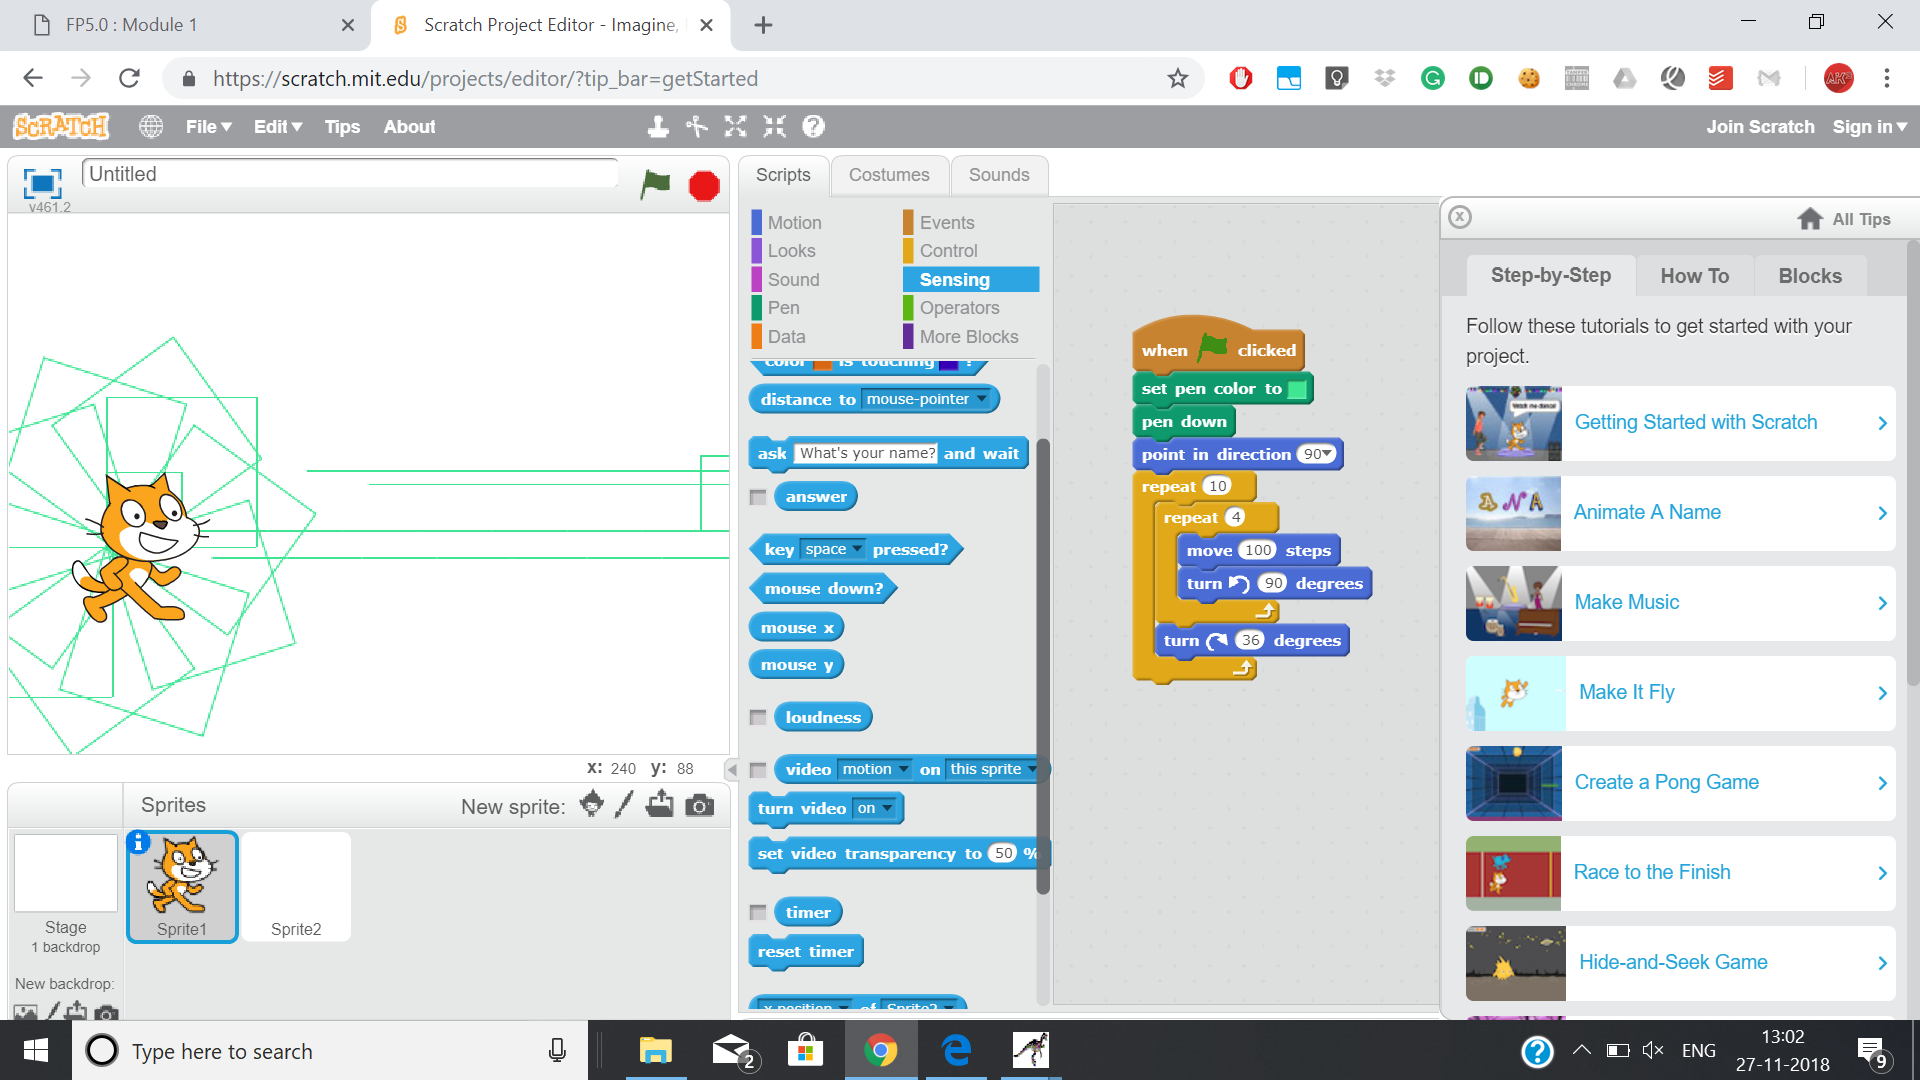 FP5.0 : Module 1
Scratch Project Editor - Imagine,
https://scratch.mit.edu/projects/editor/?tip_bar=getStarted
SCRATCH File Edit Tips About Join Scratch Sign in
Untitled
v461.2
Scripts Costumes Sounds
Motion Events
Looks Control
Sound Sensing
Pen Operators
Data More Blocks
color is touching ?
distance to mouse-pointer
ask What's your name? and wait
answer
key space pressed?
mouse down?
mouse x
mouse y
loudness
video motion on this sprite
turn video on
set video transparency to 50 %
timer
reset timer
x position of Sprite2
when clicked
set pen color to
pen down
point in direction 90
repeat 10
repeat 4
move 100 steps
turn 90 degrees
turn 36 degrees
x: 240 y: 88
Sprites New sprite:
Stage
1 backdrop
New backdrop:
Sprite1
Sprite2
All Tips
Step-by-Step How To Blocks
Follow these tutorials to get started with your
project.
Getting Started with Scratch
Animate A Name
Make Music
Make It Fly
Create a Pong Game
Race to the Finish
Hide-and-Seek Game
Type here to search
2
ENG
13:02
27-11-2018
9